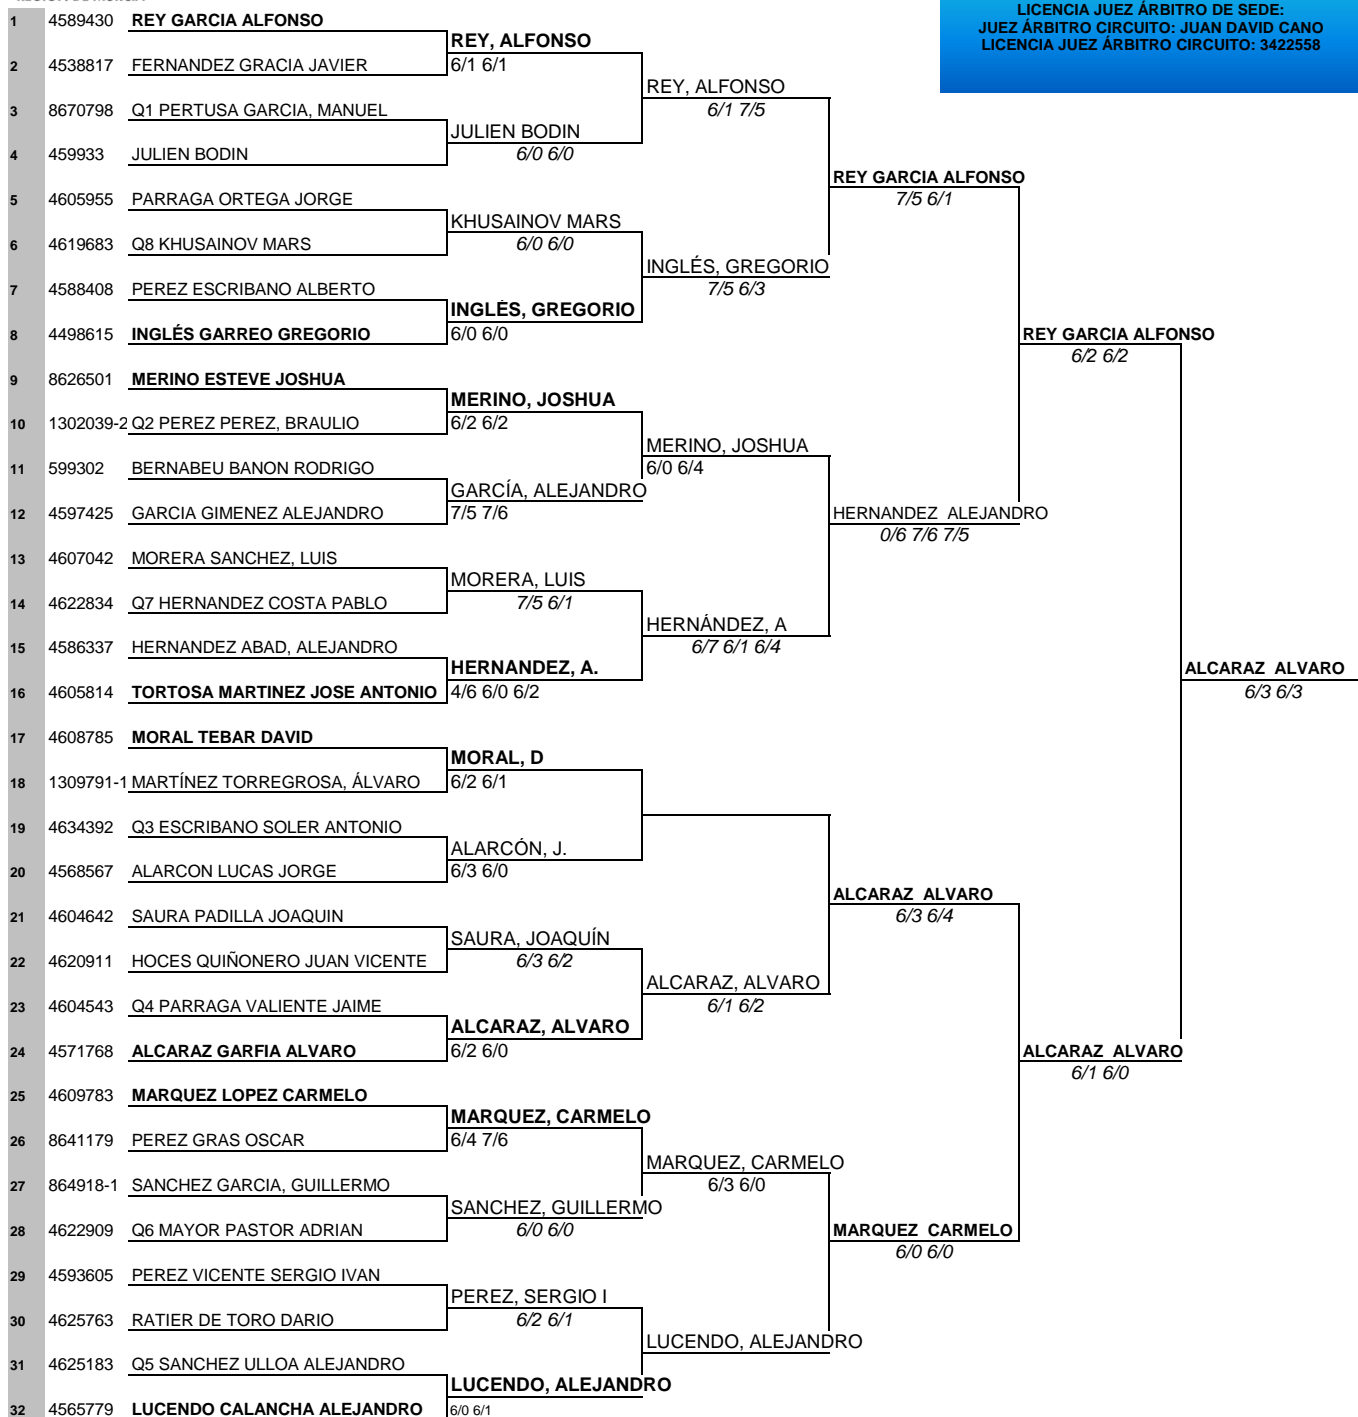 LICENCIA JUEZ ÁRBITRO DE SEDE:
JUEZ ÁRBITRO CIRCUITO: JUAN DAVID CANO
LICENCIA JUEZ ÁRBITRO CIRCUITO: 3422558
1 4589430 REY GARCIA ALFONSO
REY, ALFONSO
2 4538817 FERNANDEZ GRACIA JAVIER 6/1 6/1
REY, ALFONSO
3 8670798 Q1 PERTUSA GARCIA, MANUEL 6/1 7/5
JULIEN BODIN
4 459933 JULIEN BODIN 6/0 6/0
REY GARCIA ALFONSO
5 4605955 PARRAGA ORTEGA JORGE 7/5 6/1
KHUSAINOV MARS
6 4619683 Q8 KHUSAINOV MARS 6/0 6/0
INGLÉS, GREGORIO
7 4588408 PEREZ ESCRIBANO ALBERTO 7/5 6/3
INGLÉS, GREGORIO
8 4498615 INGLÉS GARREO GREGORIO 6/0 6/0 REY GARCIA ALFONSO
6/2 6/2
9 8626501 MERINO ESTEVE JOSHUA
MERINO, JOSHUA
10 1302039-2 Q2 PEREZ PEREZ, BRAULIO 6/2 6/2
MERINO, JOSHUA
11 599302 BERNABEU BANON RODRIGO 6/0 6/4
GARCÍA, ALEJANDRO
12 4597425 GARCIA GIMENEZ ALEJANDRO 7/5 7/6 HERNANDEZ ALEJANDRO
0/6 7/6 7/5
13 4607042 MORERA SANCHEZ, LUIS
MORERA, LUIS
14 4622834 Q7 HERNANDEZ COSTA PABLO 7/5 6/1
HERNÁNDEZ, A
15 4586337 HERNANDEZ ABAD, ALEJANDRO 6/7 6/1 6/4
HERNANDEZ, A. ALCARAZ ALVARO
16 4605814 TORTOSA MARTINEZ JOSE ANTONIO 4/6 6/0 6/2 6/3 6/3
17 4608785 MORAL TEBAR DAVID
MORAL, D
18 1309791-1 MARTÍNEZ TORREGROSA, ÁLVARO 6/2 6/1
19 4634392 Q3 ESCRIBANO SOLER ANTONIO
ALARCÓN, J.
20 4568567 ALARCON LUCAS JORGE 6/3 6/0
ALCARAZ ALVARO
21 4604642 SAURA PADILLA JOAQUIN 6/3 6/4
SAURA, JOAQUÍN
22 4620911 HOCES QUIÑONERO JUAN VICENTE 6/3 6/2
ALCARAZ, ALVARO
23 4604543 Q4 PARRAGA VALIENTE JAIME 6/1 6/2
ALCARAZ, ALVARO
24 4571768 ALCARAZ GARFIA ALVARO 6/2 6/0 ALCARAZ ALVARO
6/1 6/0
25 4609783 MARQUEZ LOPEZ CARMELO
MARQUEZ, CARMELO
26 8641179 PEREZ GRAS OSCAR 6/4 7/6
MARQUEZ, CARMELO
27 864918-1 SANCHEZ GARCIA, GUILLERMO 6/3 6/0
SANCHEZ, GUILLERMO
28 4622909 Q6 MAYOR PASTOR ADRIAN 6/0 6/0 MARQUEZ CARMELO
6/0 6/0
29 4593605 PEREZ VICENTE SERGIO IVAN
PEREZ, SERGIO I
30 4625763 RATIER DE TORO DARIO 6/2 6/1
LUCENDO, ALEJANDRO
31 4625183 Q5 SANCHEZ ULLOA ALEJANDRO
LUCENDO, ALEJANDRO
32 4565779 LUCENDO CALANCHA ALEJANDRO 6/0 6/1